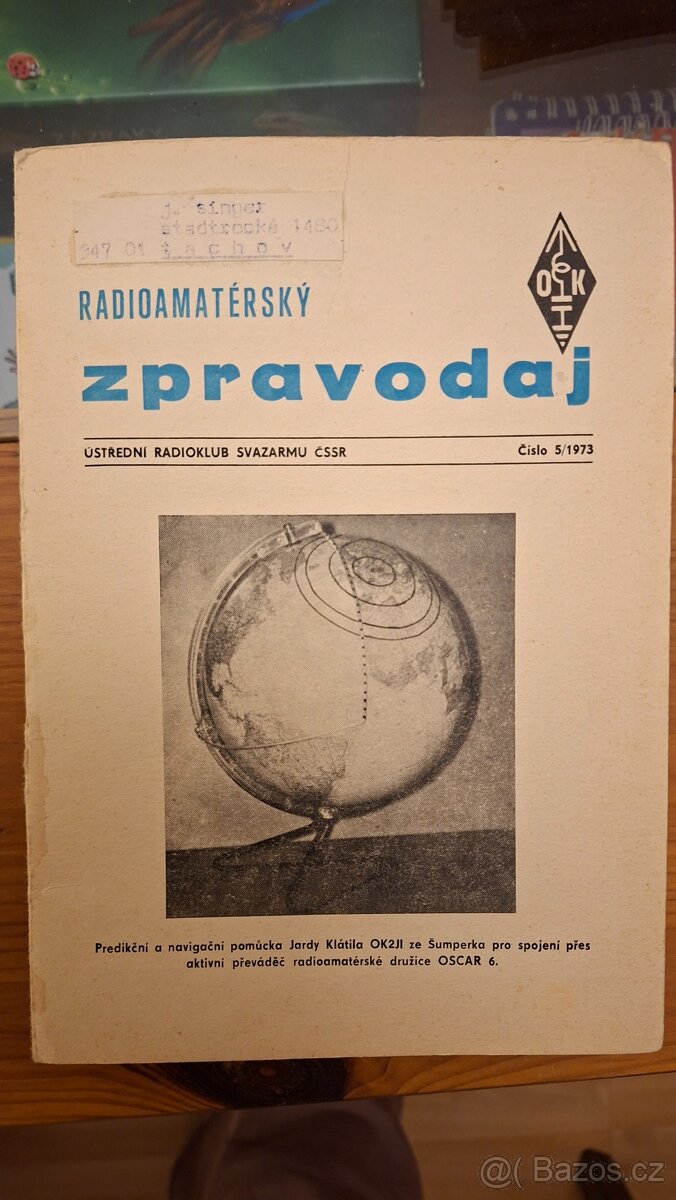 j. singer
stadtrodská 1480
347 01 tachov
O K
RADIOAMATÉRSKÝ
zpravodaj
ÚSTŘEDNÍ RADIOKLUB SVAZARMU ČSSR
Číslo 5/1973
Predikční a navigační pomůcka Jardy Klátila OK2JI ze Šumperka pro spojení přes
aktivní převáděč radioamatérské družice OSCAR 6.
@( Bazos.cz